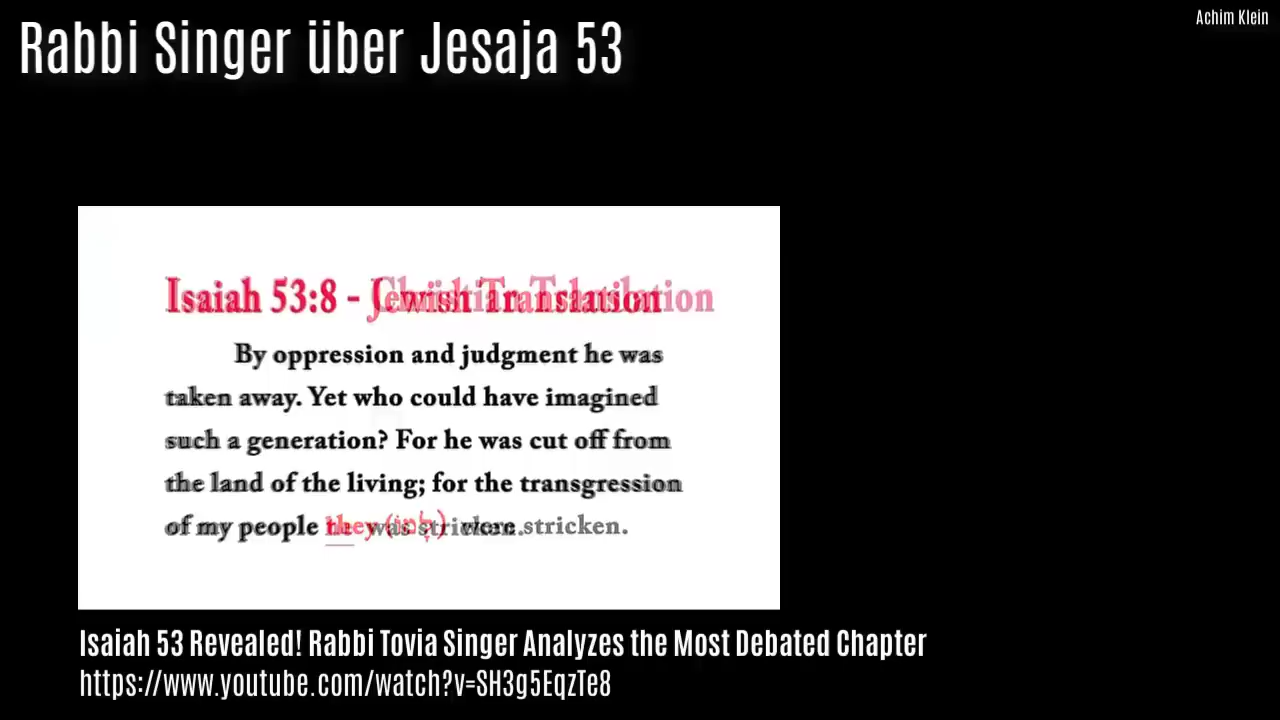 Achim Klein
Rabbi Singer über Jesaja 53
Isaiah 53:8 -
By oppression and judgment he was
taken away. Yet who could have imagined
such a generation? For he was cut off from
the land of the living; for the transgression
of my people were stricken.
Isaiah 53 Revealed! Rabbi Tovia Singer Analyzes the Most Debated Chapter
https://www.youtube.com/watch?v=SH3g5EqzTe8